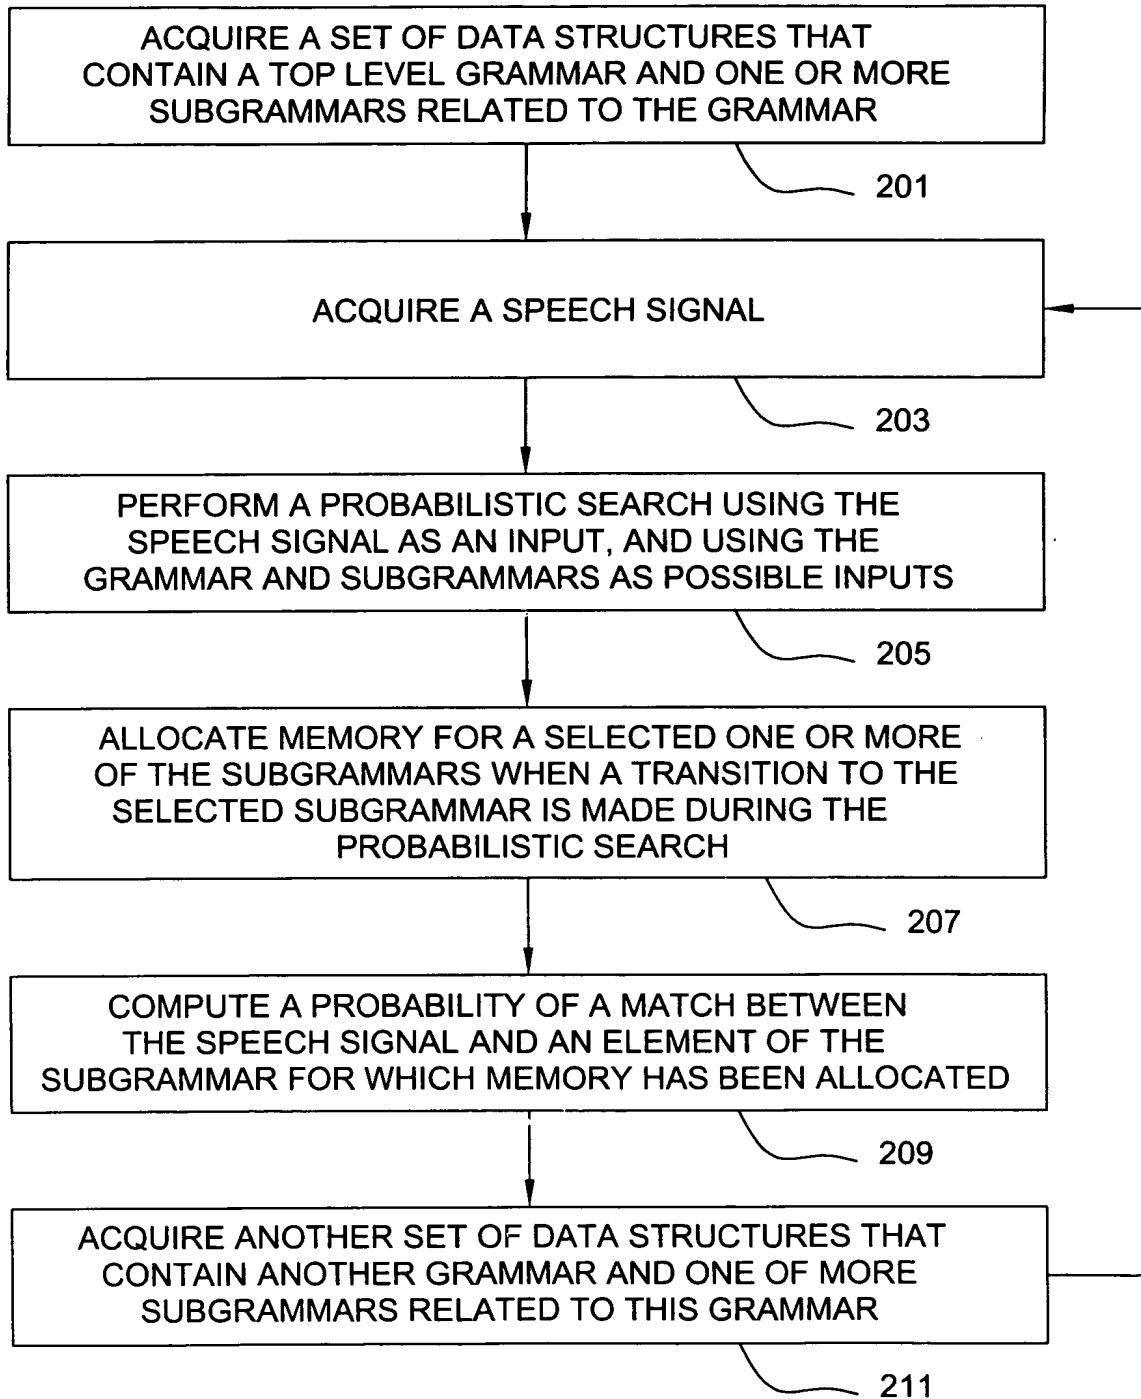 ACQUIRE A SET OF DATA STRUCTURES THAT
CONTAIN A TOP LEVEL GRAMMAR AND ONE OR MORE
SUBGRAMMARS RELATED TO THE GRAMMAR
201
ACQUIRE A SPEECH SIGNAL
203
PERFORM A PROBABILISTIC SEARCH USING THE
SPEECH SIGNAL AS AN INPUT, AND USING THE
GRAMMAR AND SUBGRAMMARS AS POSSIBLE INPUTS
205
ALLOCATE MEMORY FOR A SELECTED ONE OR MORE
OF THE SUBGRAMMARS WHEN A TRANSITION TO THE
SELECTED SUBGRAMMAR IS MADE DURING THE
PROBABILISTIC SEARCH
207
COMPUTE A PROBABILITY OF A MATCH BETWEEN
THE SPEECH SIGNAL AND AN ELEMENT OF THE
SUBGRAMMAR FOR WHICH MEMORY HAS BEEN ALLOCATED
209
ACQUIRE ANOTHER SET OF DATA STRUCTURES THAT
CONTAIN ANOTHER GRAMMAR AND ONE OF MORE
SUBGRAMMARS RELATED TO THIS GRAMMAR
211